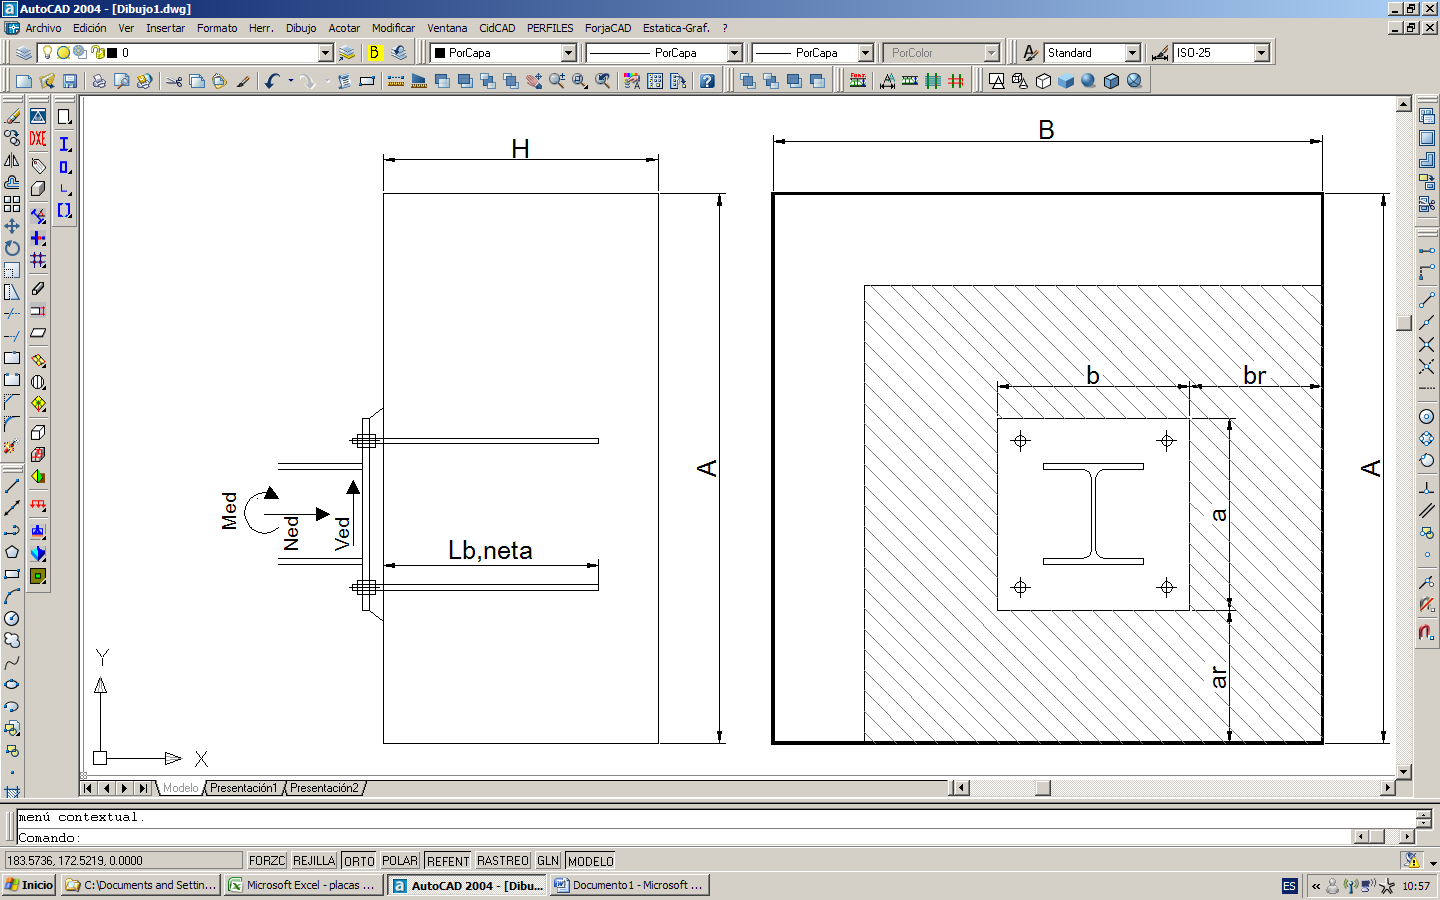 AutoCAD 2004 - [Dibujo1.dwg]
Archivo Edición Ver Insertar Formato Herr. Dibujo Acotar Modificar Ventana CidCAD PERFILES ForjaCAD Estatica-Graf. ?
0 B PorCapa PorCapa PorCapa PorColor Standard ISO-25
DXE
H
B
b
br
A
A
a
ar
Med
Ned
Ved
Lb,neta
Y
X
Modelo Presentación1 Presentación2
menú contextual.
Comando:
183.5736, 172.5219, 0.0000 FORZC REJILLA ORTO POLAR REFENT RASTREO GLN MODELO
Inicio C:\Documents and Settin... Microsoft Excel - placas ... AutoCAD 2004 - [Dibu... Documento1 - Microsoft ... ES « 10:57